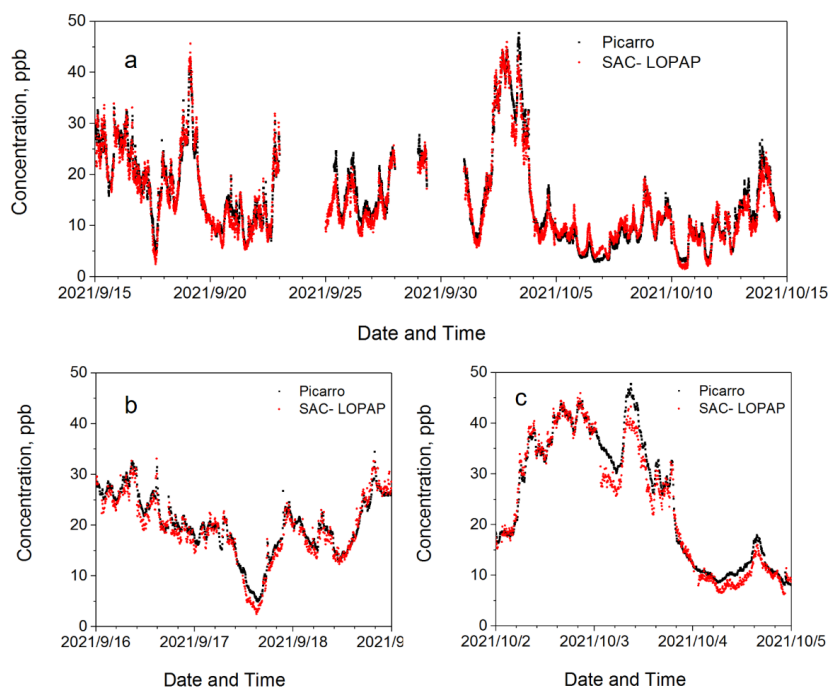 a
Picarro
SAC- LOPAP
Concentration, ppb
50
40
30
20
10
0
2021/9/15
2021/9/20
2021/9/25
2021/9/30
2021/10/5
2021/10/10
2021/10/15
Date and Time
b
Picarro
SAC- LOPAP
Concentration, ppb
50
40
30
20
10
0
2021/9/16
2021/9/17
2021/9/18
2021/9
Date and Time
c
Picarro
SAC- LOPAP
Concentration, ppb
50
40
30
20
10
0
2021/10/2
2021/10/3
2021/10/4
2021/10/5
Date and Time